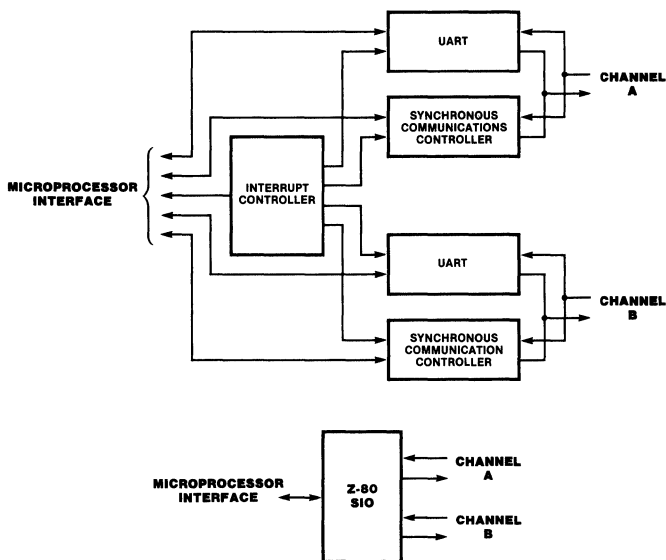 UART
CHANNEL
A
SYNCHRONOUS
COMMUNICATIONS
CONTROLLER
MICROPROCESSOR
INTERFACE
INTERRUPT
CONTROLLER
UART
CHANNEL
B
SYNCHRONOUS
COMMUNICATION
CONTROLLER
MICROPROCESSOR
INTERFACE
Z-80
SIO
CHANNEL
A
CHANNEL
B